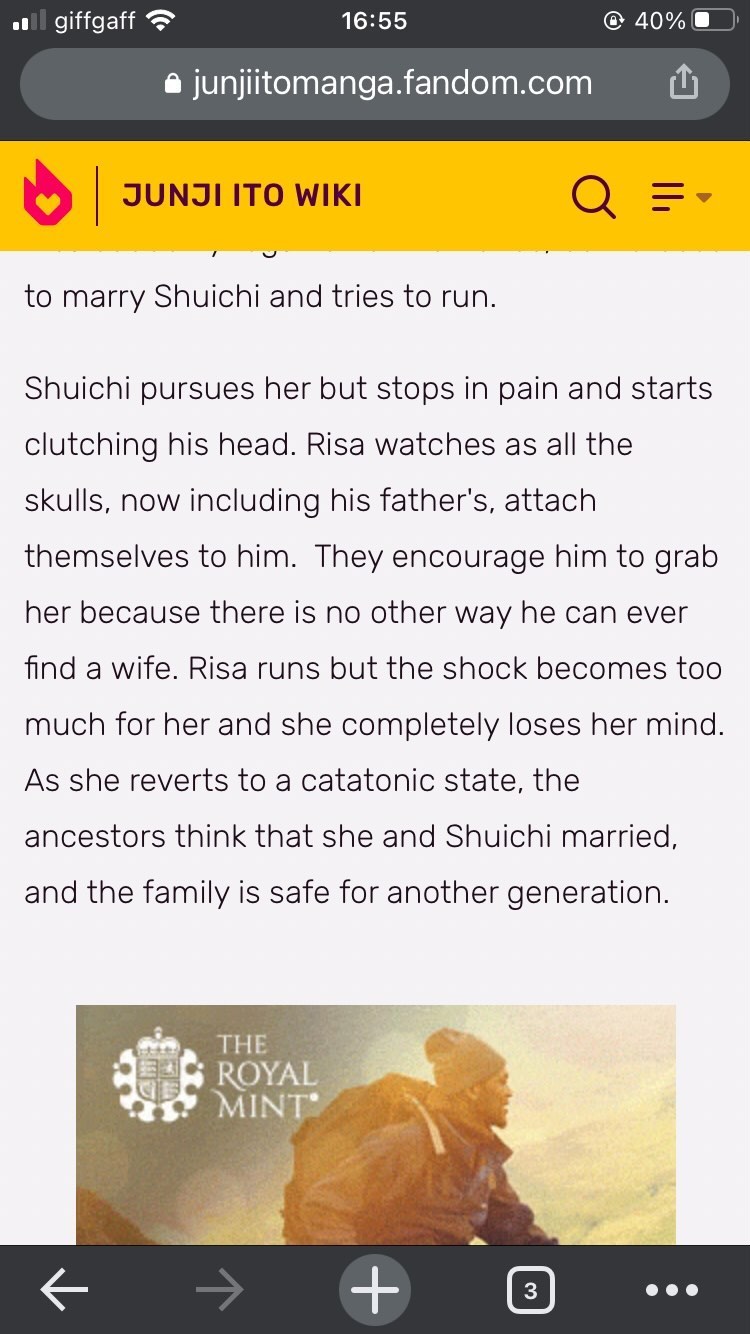 giffgaff 16:55 40%
junjiitomanga.fandom.com
JUNJI ITO WIKI
to marry Shuichi and tries to run.
Shuichi pursues her but stops in pain and starts
clutching his head. Risa watches as all the
skulls, now including his father's, attach
themselves to him.  They encourage him to grab
her because there is no other way he can ever
find a wife. Risa runs but the shock becomes too
much for her and she completely loses her mind.
As she reverts to a catatonic state, the
ancestors think that she and Shuichi married,
and the family is safe for another generation.
THE
ROYAL
MINT®
3